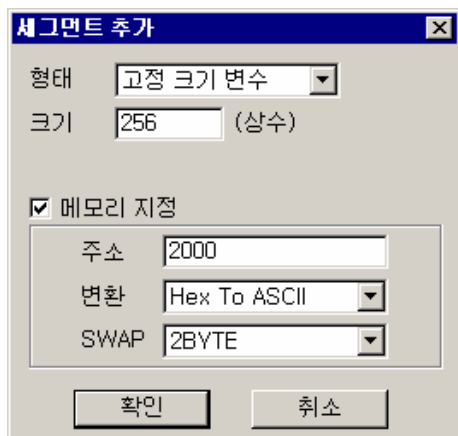 세그먼트 추가
형태 고정 크기 변수
크기 256 (상수)
메모리 지정
주소 2000
변환 Hex To ASCII
SWAP 2BYTE
확인 취소